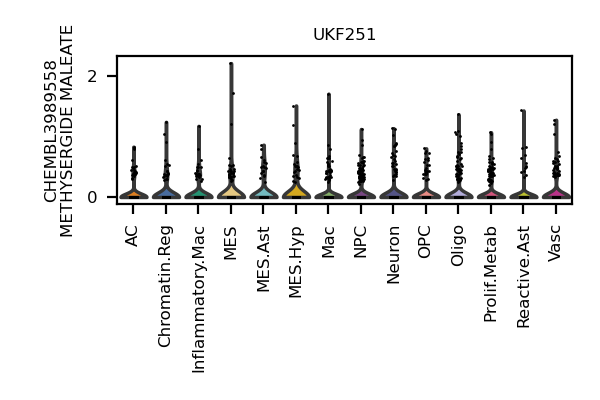 UKF251
CHEMBL3989558
METHYSERGIDE MALEATE
2
0
AC
Chromatin.Reg
Inflammatory.Mac
MES
MES.Ast
MES.Hyp
Mac
NPC
Neuron
OPC
Oligo
Prolif.Metab
Reactive.Ast
Vasc